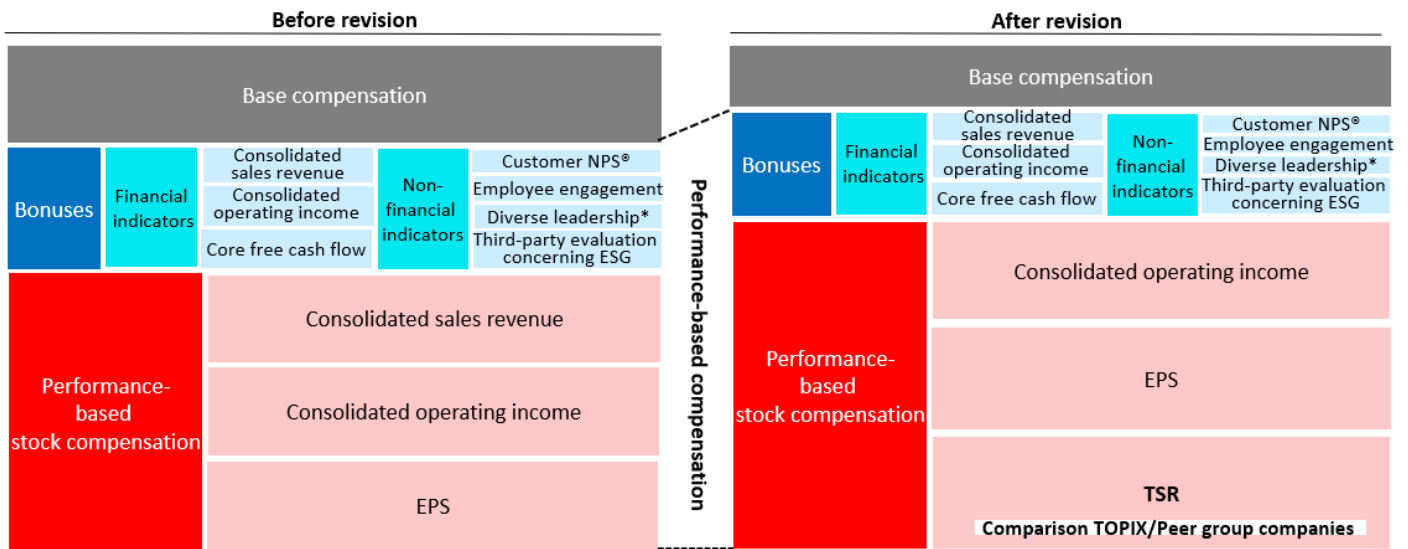 Before revision
Base compensation
Bonuses
Financial
indicators
Consolidated
sales revenue
Consolidated
operating income
Core free cash flow
Non-
financial
indicators
Customer NPS®
Employee engagement
Diverse leadership*
Third-party evaluation
concerning ESG
Performance-
based
stock compensation
Consolidated sales revenue
Consolidated operating income
EPS
Performance-based compensation
After revision
Base compensation
Bonuses
Financial
indicators
Consolidated
sales revenue
Consolidated
operating income
Core free cash flow
Non-
financial
indicators
Customer NPS®
Employee engagement
Diverse leadership*
Third-party evaluation
concerning ESG
Performance-
based
stock compensation
Consolidated operating income
EPS
TSR
Comparison TOPIX/Peer group companies